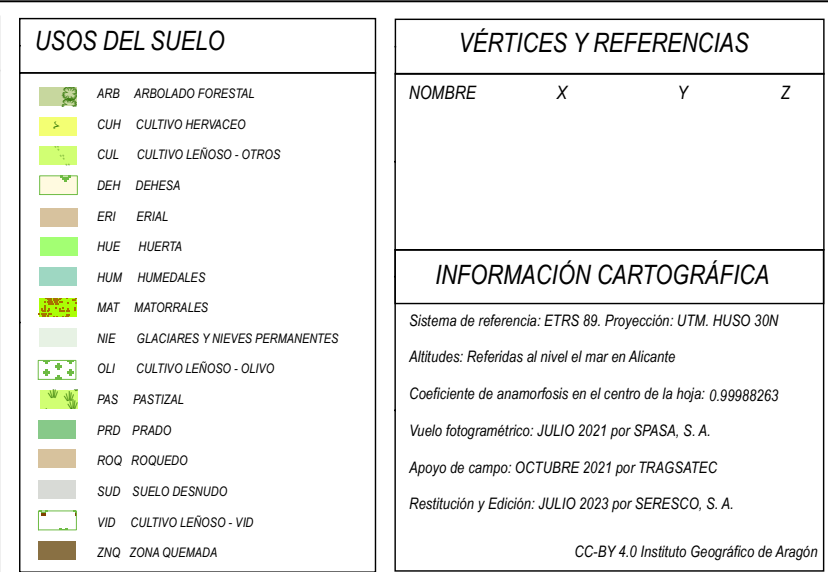 USOS DEL SUELO
ARB ARBOLADO FORESTAL
CUH CULTIVO HERVACEO
CUL CULTIVO LEÑOSO - OTROS
DEH DEHESA
ERI ERIAL
HUE HUERTA
HUM HUMEDALES
MAT MATORRALES
NIE GLACIARES Y NIEVES PERMANENTES
OLI CULTIVO LEÑOSO - OLIVO
PAS PASTIZAL
PRD PRADO
ROQ ROQUEDO
SUD SUELO DESNUDO
VID CULTIVO LEÑOSO - VID
ZNQ ZONA QUEMADA
VÉRTICES Y REFERENCIAS
NOMBRE X Y Z
INFORMACIÓN CARTOGRÁFICA
Sistema de referencia: ETRS 89. Proyección: UTM. HUSO 30N
Altitudes: Referidas al nivel el mar en Alicante
Coeficiente de anamorfosis en el centro de la hoja: 0.99988263
Vuelo fotogramétrico: JULIO 2021 por SPASA, S. A.
Apoyo de campo: OCTUBRE 2021 por TRAGSATEC
Restitución y Edición: JULIO 2023 por SERESCO, S. A.
CC-BY 4.0 Instituto Geográfico de Aragón